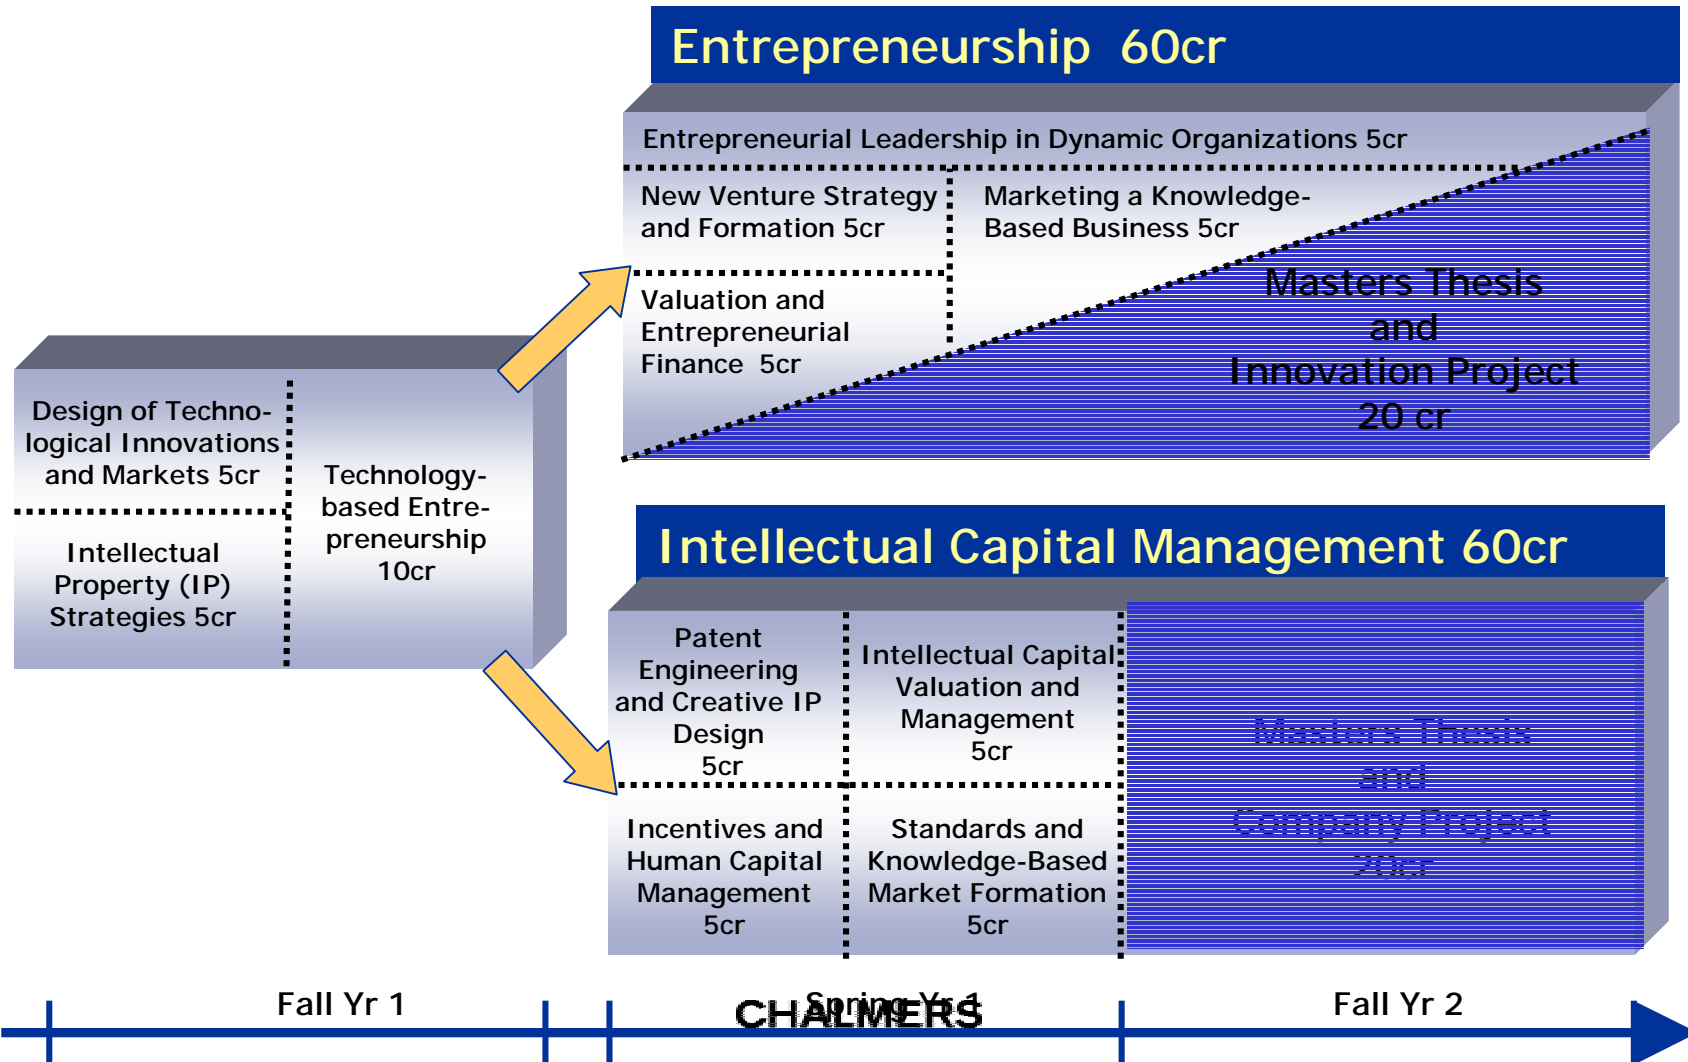 Entrepreneurship 60cr
Entrepreneurial Leadership in Dynamic Organizations 5cr
New Venture Strategy
and Formation 5cr
Marketing a Knowledge-
Based Business 5cr
Valuation and
Entrepreneurial
Finance 5cr
Masters Thesis
and
Innovation Project
20 cr
Design of Techno-
logical Innovations
and Markets 5cr
Intellectual
Property (IP)
Strategies 5cr
Technology-
based Entre-
preneurship
10cr
Intellectual Capital Management 60cr
Patent
Engineering
and Creative IP
Design
5cr
Intellectual Capital
Valuation and
Management
5cr
Incentives and
Human Capital
Management
5cr
Standards and
Knowledge-Based
Market Formation
5cr
Masters Thesis
and
Company Project
20cr
Fall Yr 1
Spring Yr 1
CHALMERS
Fall Yr 2